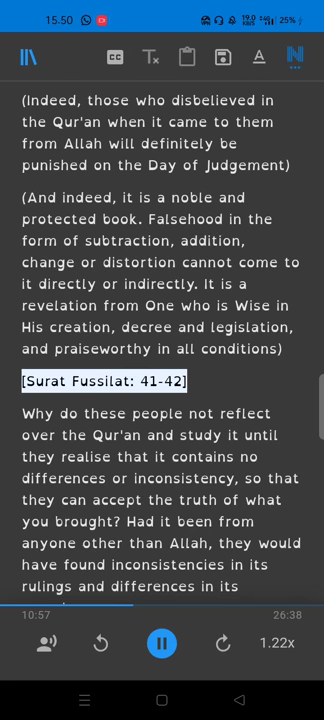 15.50
19.0 KB/S
25%
CC
(Indeed, those who disbelieved in
the Qur'an when it came to them
from Allah will definitely be
punished on the Day of Judgement)
(And indeed, it is a noble and
protected book. Falsehood in the
form of subtraction, addition,
change or distortion cannot come to
it directly or indirectly. It is a
revelation from One who is Wise in
His creation, decree and legislation,
and praiseworthy in all conditions)
[Surat Fussilat: 41-42]
Why do these people not reflect
over the Qur'an and study it until
they realise that it contains no
differences or inconsistency, so that
they can accept the truth of what
you brought? Had it been from
anyone other than Allah, they would
have found inconsistencies in its
rulings and differences in its
10:57
26:38
1.22x